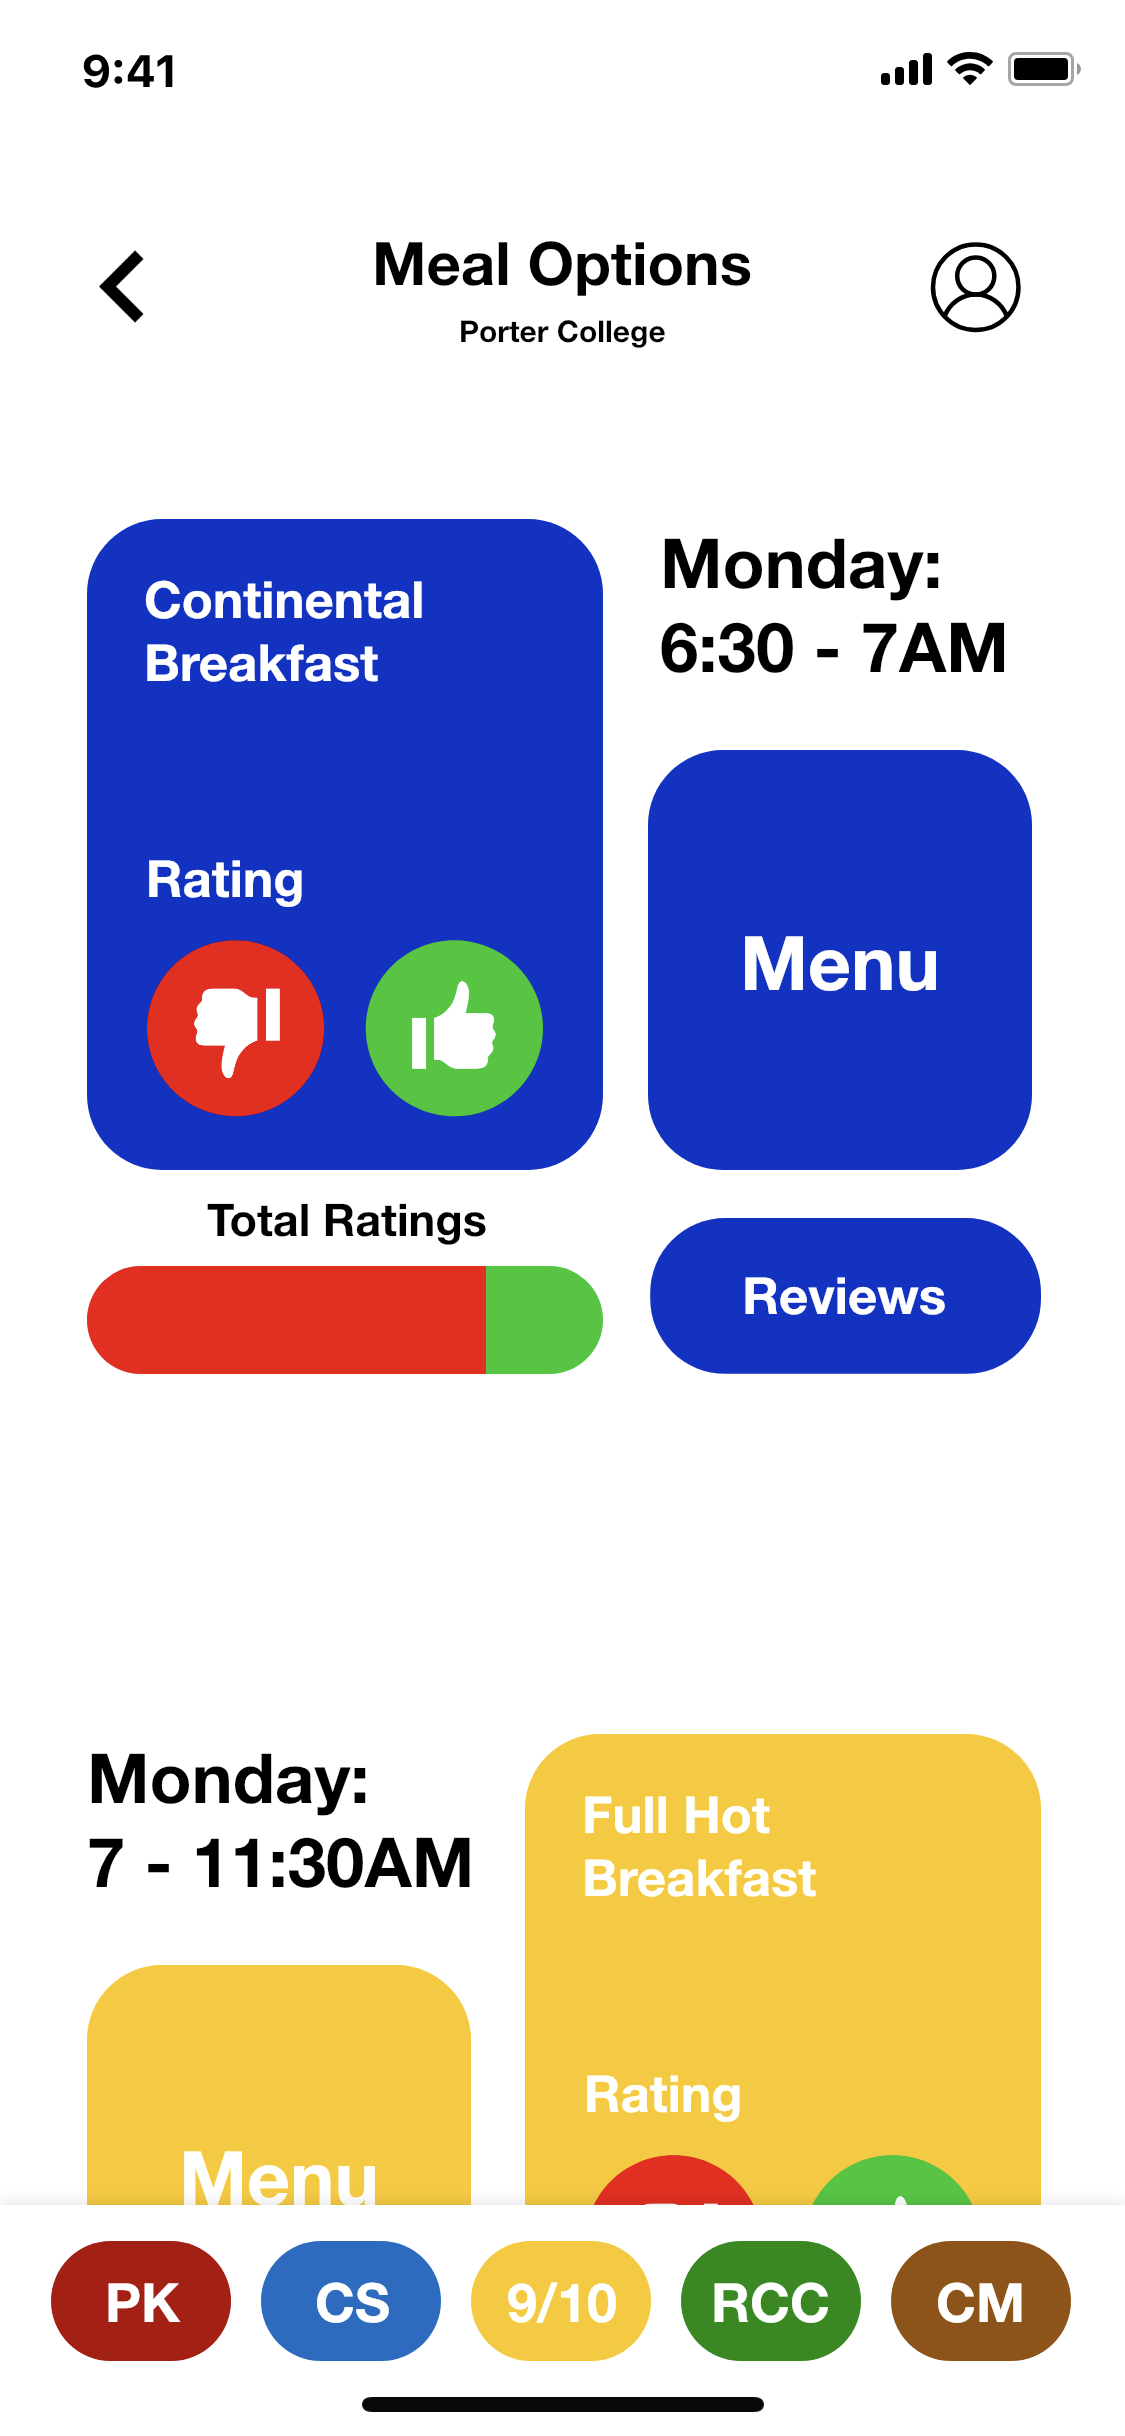 9:41
Meal Options
Porter College
Continental
Breakfast
Monday:
6:30 - 7AM
Rating
Menu
Total Ratings
Reviews
Monday:
7 - 11:30AM
Full Hot
Breakfast
Rating
Menu
PK
CS
9/10
RCC
CM